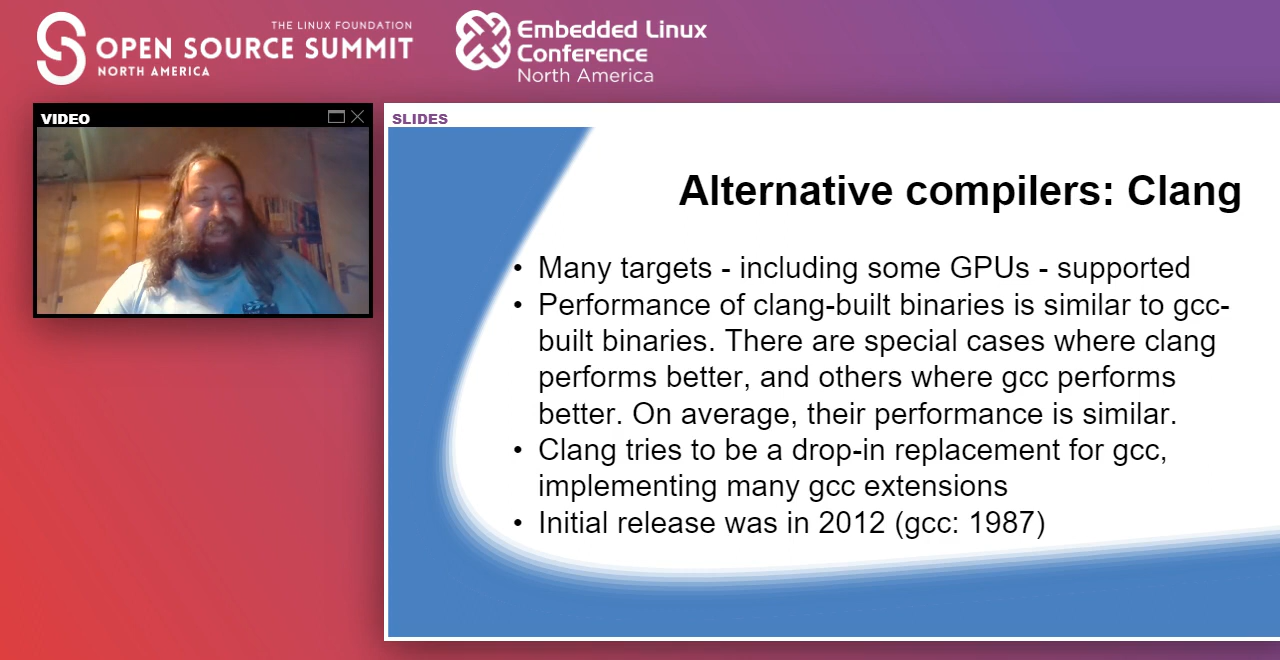 THE LINUX FOUNDATION
OPEN SOURCE SUMMIT
NORTH AMERICA
Embedded Linux
Conference
North America
VIDEO
SLIDES
Alternative compilers: Clang
• Many targets - including some GPUs - supported
• Performance of clang-built binaries is similar to gcc-
built binaries. There are special cases where clang
performs better, and others where gcc performs
better. On average, their performance is similar.
• Clang tries to be a drop-in replacement for gcc,
implementing many gcc extensions
• Initial release was in 2012 (gcc: 1987)